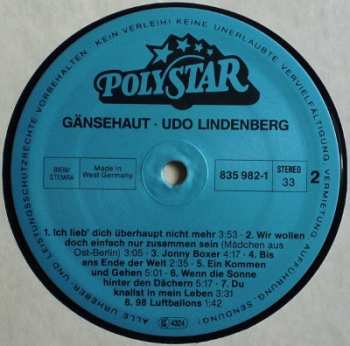 ALLE URHEBER- UND LEISTUNGSSCHUTZRECHTE VORBEHALTEN · KEIN VERLEIH! KEINE UNERLAUBTE VERVIELFÄLTIGUNG, VERMIETUNG, AUFFÜHRUNG, SENDUNG!
POLYSTAR
GÄNSEHAUT · UDO LINDENBERG
BIEM/
STEMRA
Made in
West Germany
835 982-1
STEREO
33
2
1. Ich lieb' dich überhaupt nicht mehr 3:53 · 2. Wir wollen
doch einfach nur zusammen sein (Mädchen aus
Ost-Berlin) 3:05 · 3. Jonny Boxer 4:17 · 4. Bis
ans Ende der Welt 2:35 · 5. Ein Kommen
und Gehen 5:01 · 6. Wenn die Sonne
hinter den Dächern 5:17 · 7. Du
knallst in mein Leben 3:31
8. 98 Luftballons 1:42
LC 4324